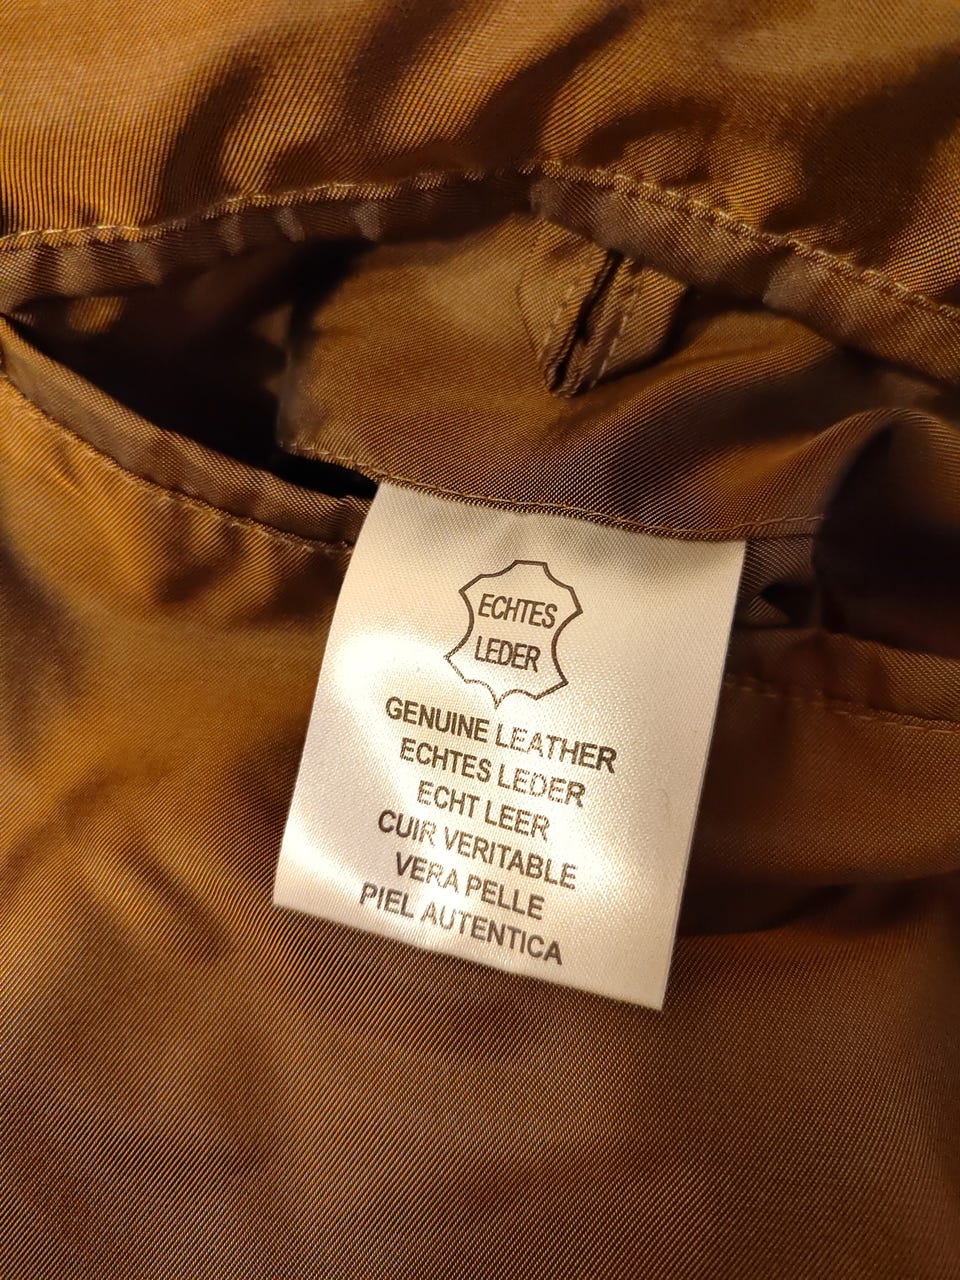 ECHTES
LEDER
GENUINE LEATHER
ECHTES LEDER
ECHT LEER
CUIR VERITABLE
VERA PELLE
PIEL AUTENTICA